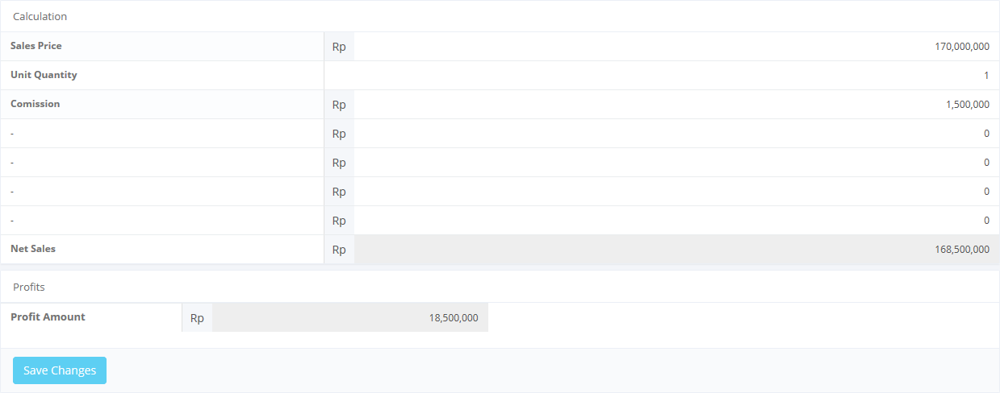 Calculation
Sales Price Rp 170,000,000
Unit Quantity 1
Comission Rp 1,500,000
- Rp 0
- Rp 0
- Rp 0
- Rp 0
Net Sales Rp 168,500,000
Profits
Profit Amount Rp 18,500,000
Save Changes